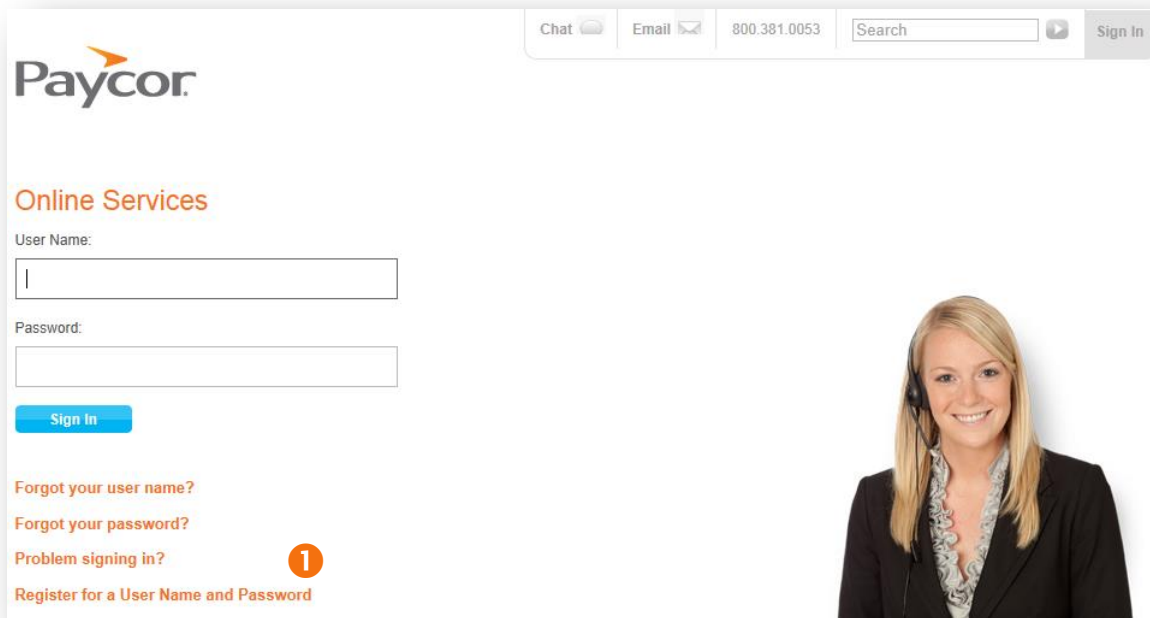 Chat Email 800.381.0053 Search Sign In
Paycor
Online Services
User Name:
Password:
Sign In
Forgot your user name?
Forgot your password?
Problem signing in?
1
Register for a User Name and Password